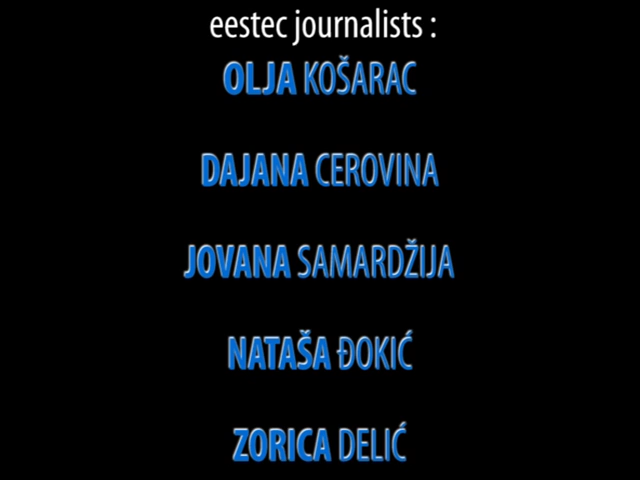 eestec journalists :
OLJA KOŠARAC
DAJANA CEROVINA
JOVANA SAMARDŽIJA
NATAŠA ĐOKIĆ
ZORICA DELIĆ